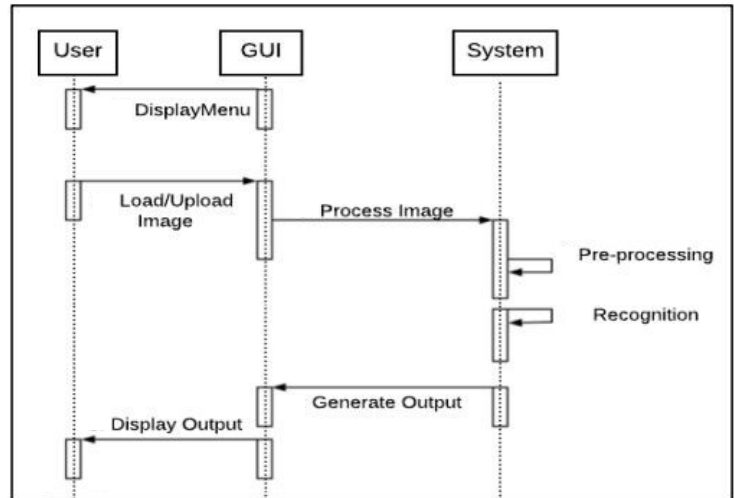 User
GUI
System
DisplayMenu
Load/Upload
Image
Process Image
Pre-processing
Recognition
Generate Output
Display Output